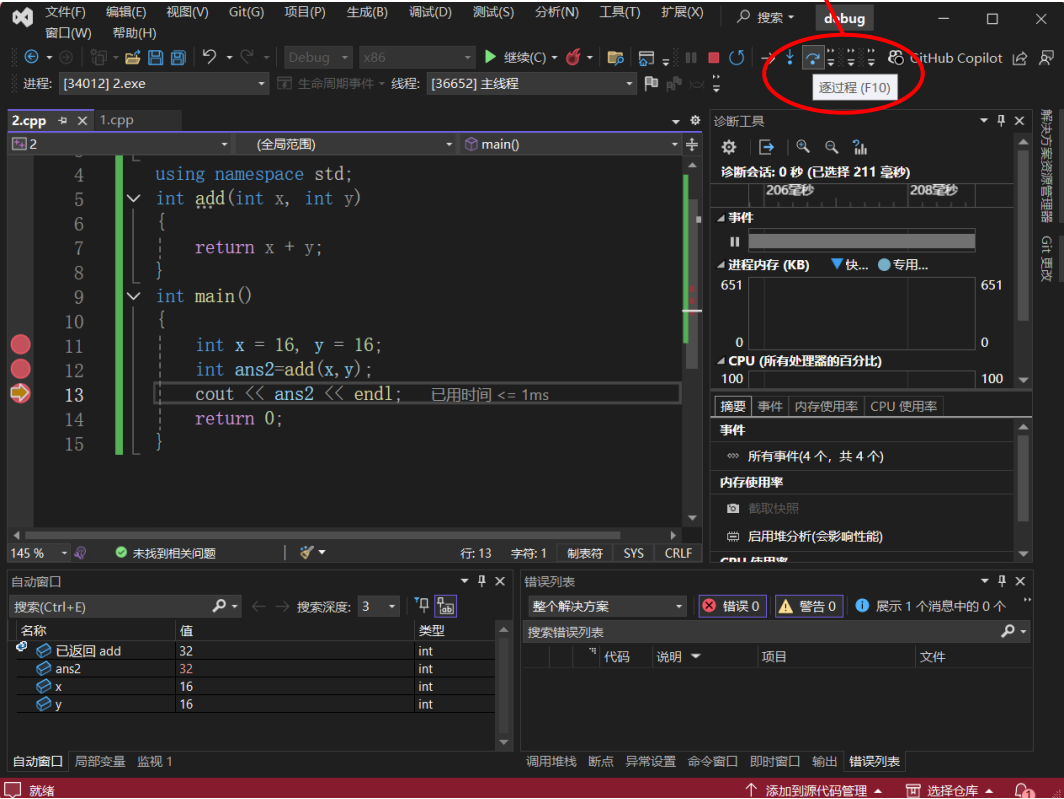 文件(F) 编辑(E) 视图(V) Git(G) 项目(P) 生成(B) 调试(D) 测试(S) 分析(N) 工具(T) 扩展(X) 搜索 debug
窗口(W) 帮助(H)
Debug x86 继续(C) GitHub Copilot
进程: [34012] 2.exe 生命周期事件 线程: [36652] 主线程
逐过程 (F10)
2.cpp 1.cpp
2 (全局范围) main()
4 using namespace std;
5 int add(int x, int y)
6 {
7 return x + y;
8 }
9 int main()
10 {
11 int x = 16, y = 16;
12 int ans2=add(x,y);
13 cout << ans2 << endl; 已用时间 <= 1ms
14 return 0;
15 }
145 % 未找到相关问题 行: 13 字符: 1 制表符 SYS CRLF
诊断工具
诊断会话: 0 秒 (已选择 211 毫秒)
206毫秒 208毫秒
事件
进程内存 (KB) 快... 专用...
651 651
0 0
CPU (所有处理器的百分比)
100 100
摘要 事件 内存使用率 CPU 使用率
事件
所有事件(4 个，共 4 个)
内存使用率
截取快照
启用堆分析(会影响性能)
CPU 使用率
解决方案资源管理器
Git 更改
自动窗口
搜索(Ctrl+E) 搜索深度: 3
名称 值 类型
已返回 add 32 int
ans2 32 int
x 16 int
y 16 int
自动窗口 局部变量 监视 1
错误列表
整个解决方案 错误 0 警告 0 展示 1 个消息中的 0 个
搜索错误列表
代码 说明 项目 文件
调用堆栈 断点 异常设置 命令窗口 即时窗口 输出 错误列表
就绪 添加到源代码管理 选择仓库 1